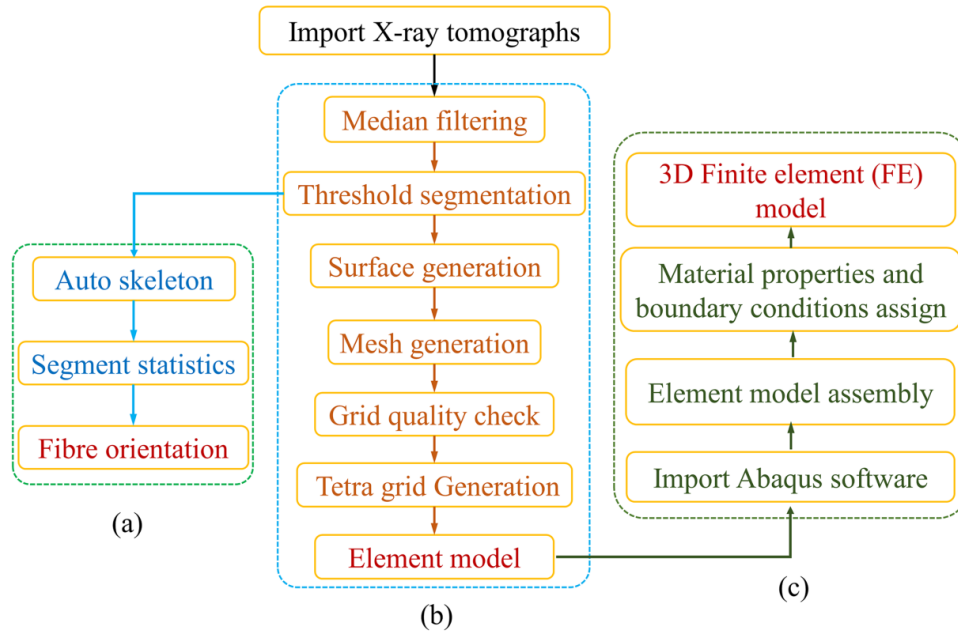 Import X-ray tomographs
Median filtering
Threshold segmentation
Surface generation
Mesh generation
Grid quality check
Tetra grid Generation
Element model
(b)
Auto skeleton
Segment statistics
Fibre orientation
(a)
3D Finite element (FE)
model
Material properties and
boundary conditions assign
Element model assembly
Import Abaqus software
(c)